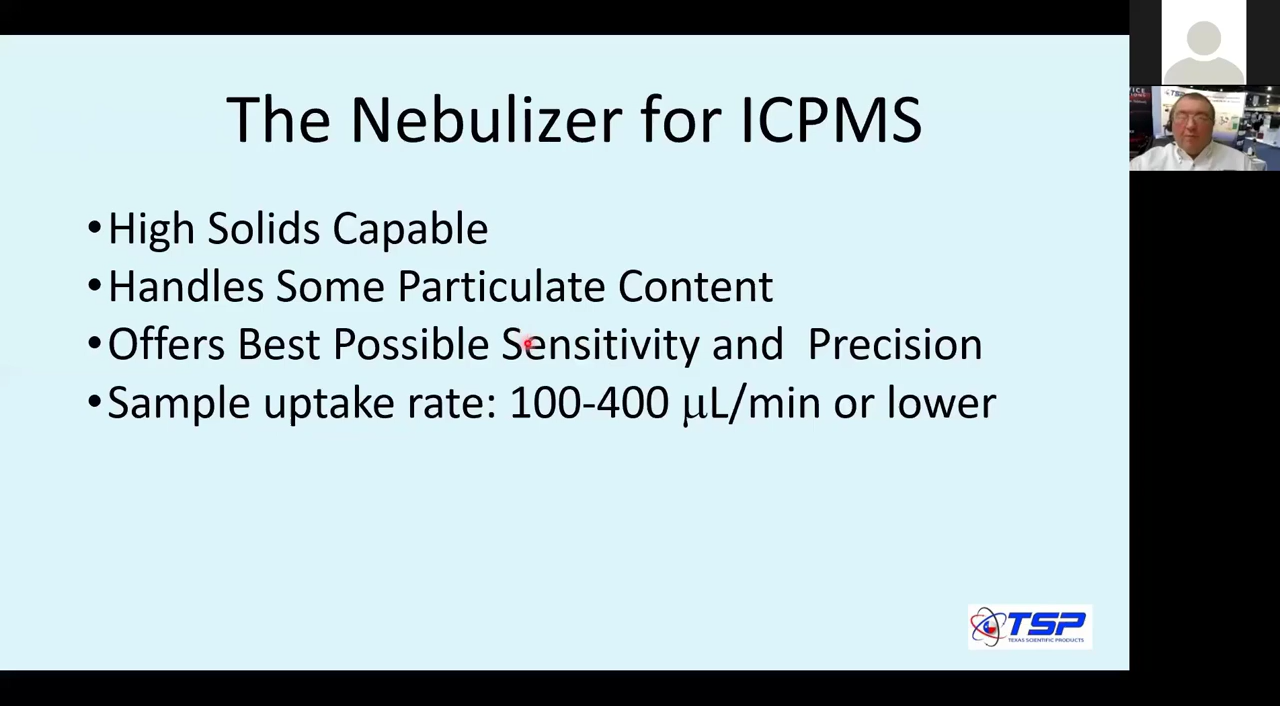 The Nebulizer for ICPMS
•High Solids Capable
•Handles Some Particulate Content
•Offers Best Possible Sensitivity and  Precision
•Sample uptake rate: 100-400 μL/min or lower
TSP
TEXAS SCIENTIFIC PRODUCTS